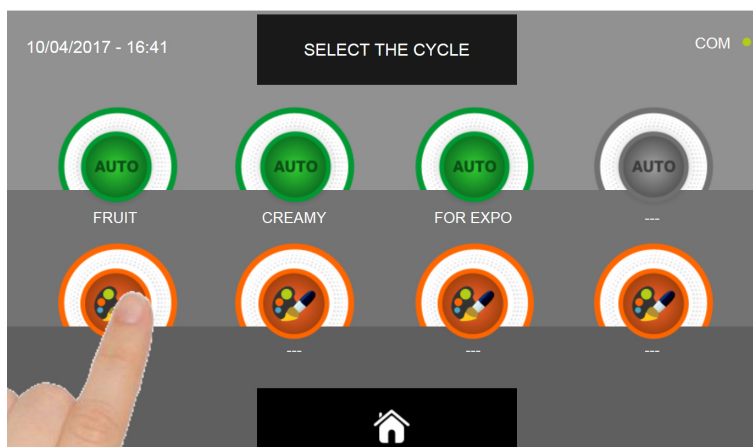 10/04/2017 - 16:41
SELECT THE CYCLE
COM
AUTO AUTO AUTO AUTO
FRUIT CREAMY FOR EXPO ---
--- --- ---